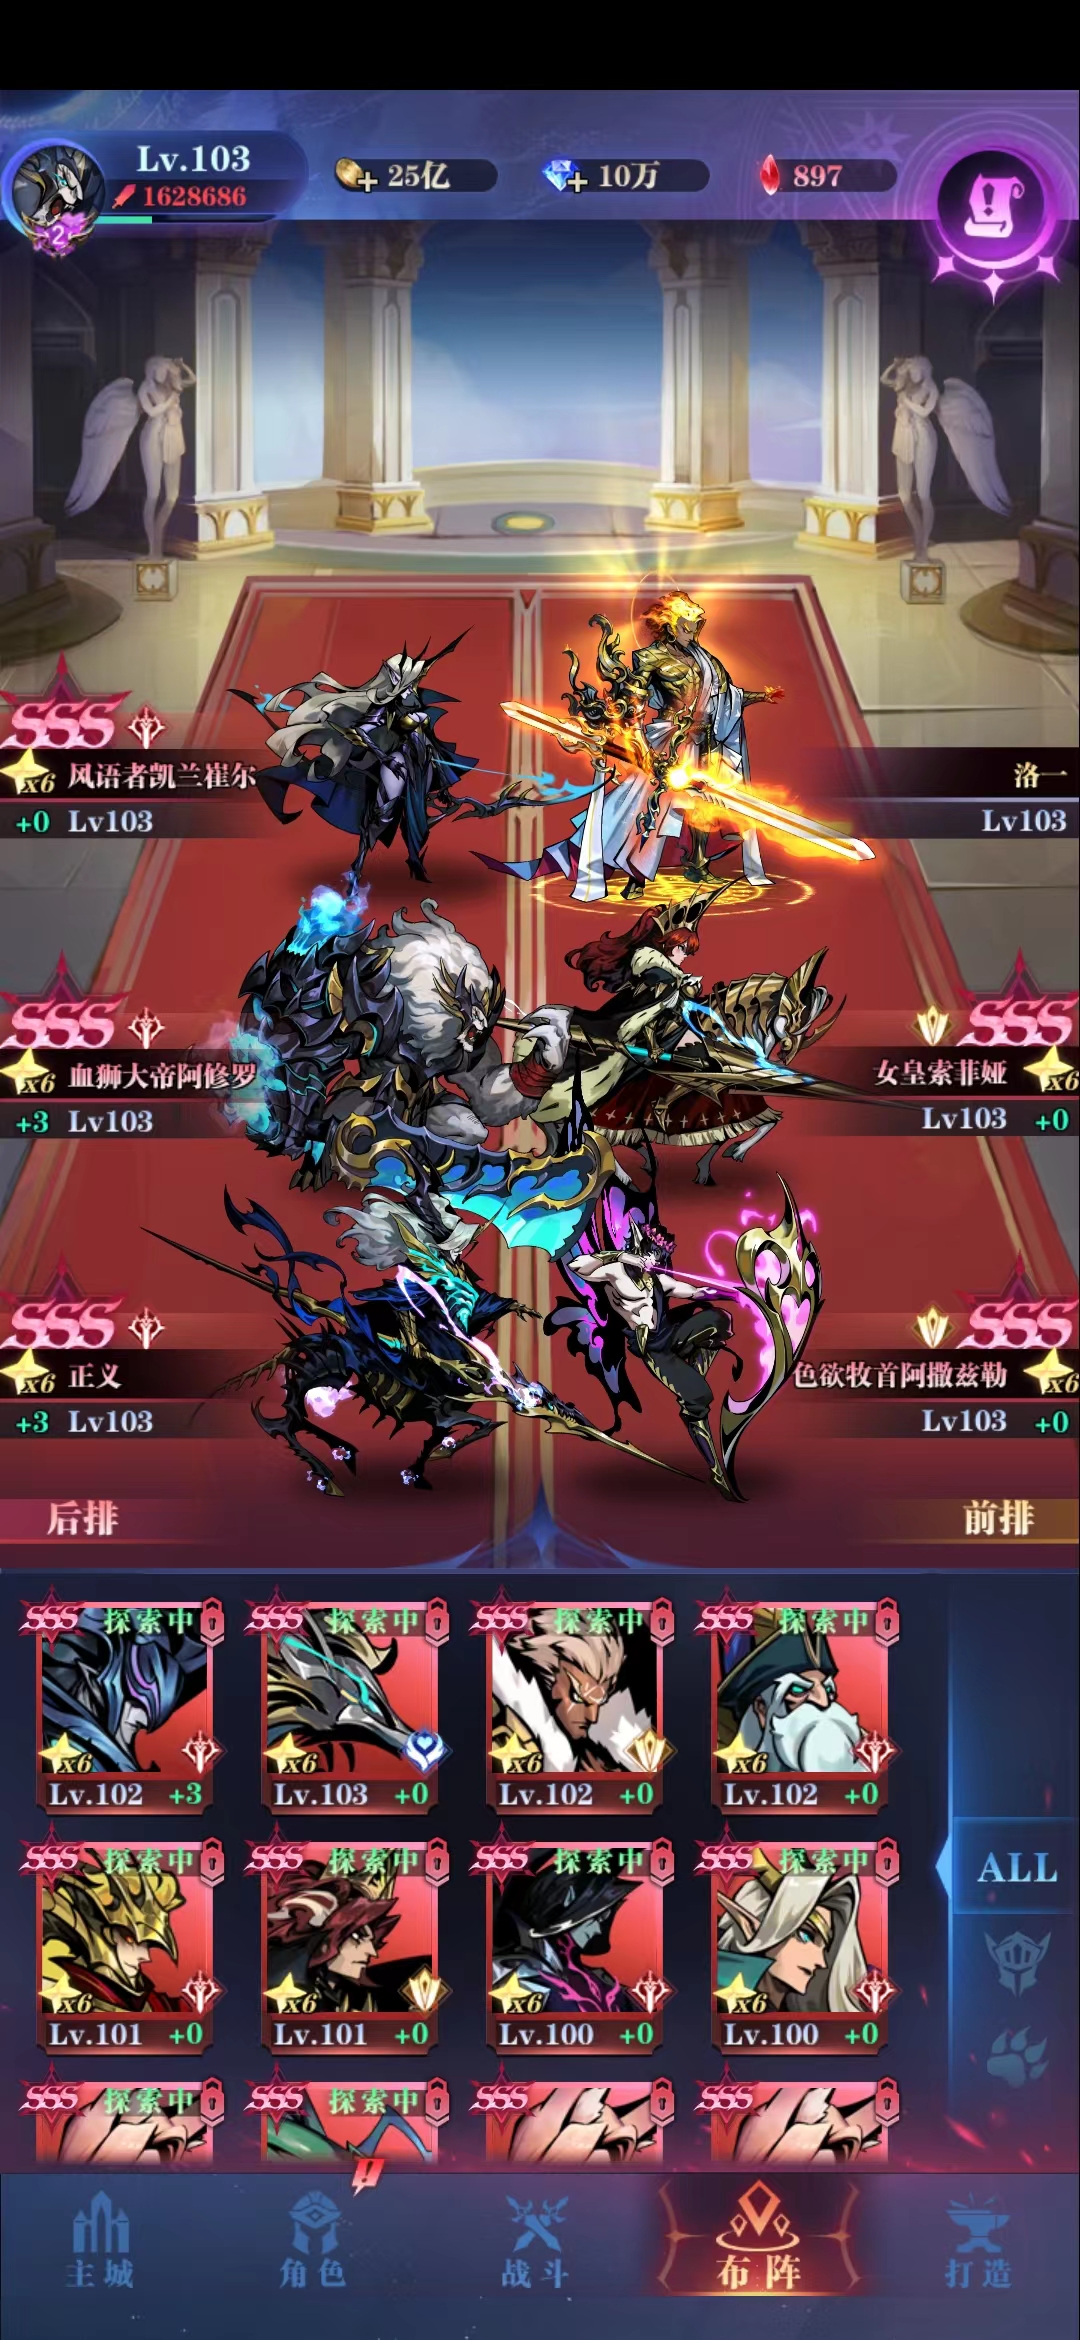 Lv.103
1628686
2
+ 25亿
+ 10万
897
SSS
x6 风语者凯兰崔尔
+0 Lv103
洛一
Lv103
SSS
x6 血狮大帝阿修罗
+3 Lv103
SSS
女皇索菲娅 x6
Lv103 +0
SSS
x6 正义
+3 Lv103
SSS
色欲牧首阿撒兹勒 x6
Lv103 +0
后排
前排
SSS 探索中
x6
Lv.102 +3
SSS 探索中
x6
Lv.103 +0
SSS 探索中
x6
Lv.102 +0
SSS 探索中
x6
Lv.102 +0
SSS 探索中
x6
Lv.101 +0
SSS 探索中
x6
Lv.101 +0
SSS 探索中
x6
Lv.100 +0
SSS 探索中
x6
Lv.100 +0
SSS 探索中
SSS 探索中
SSS
SSS
ALL
!
主城
角色
战斗
布阵
打造